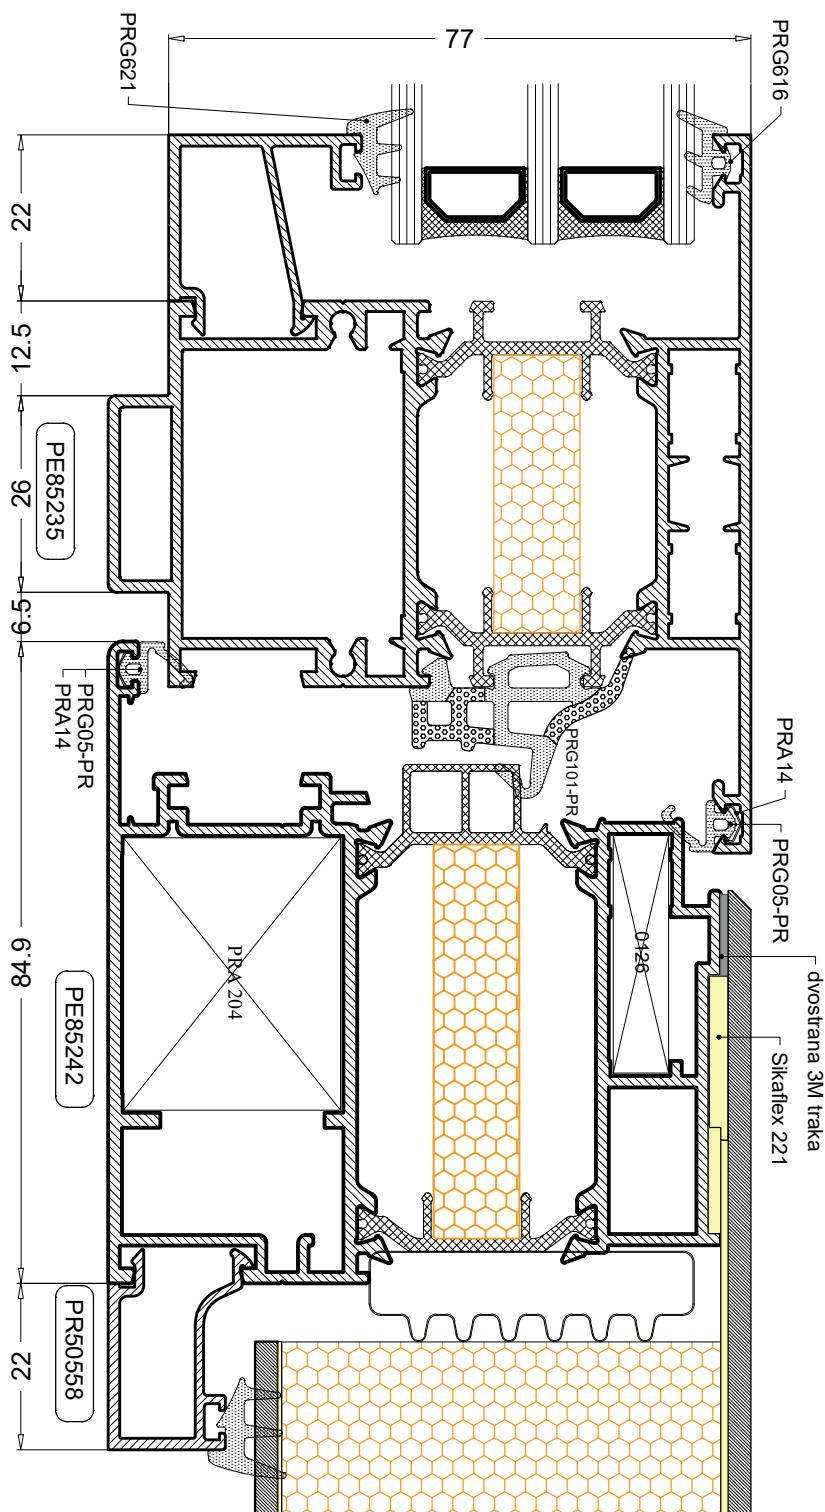 77
PRG621
PRG616
22
12.5
26
6.5
PE85235
PRG05-PR
PRA14
PRG101-PR
PRA14
PRG05-PR
dvostrana 3M traka
Sikaflex 221
0126
PRA 204
84.9
PE85242
PR50558
22